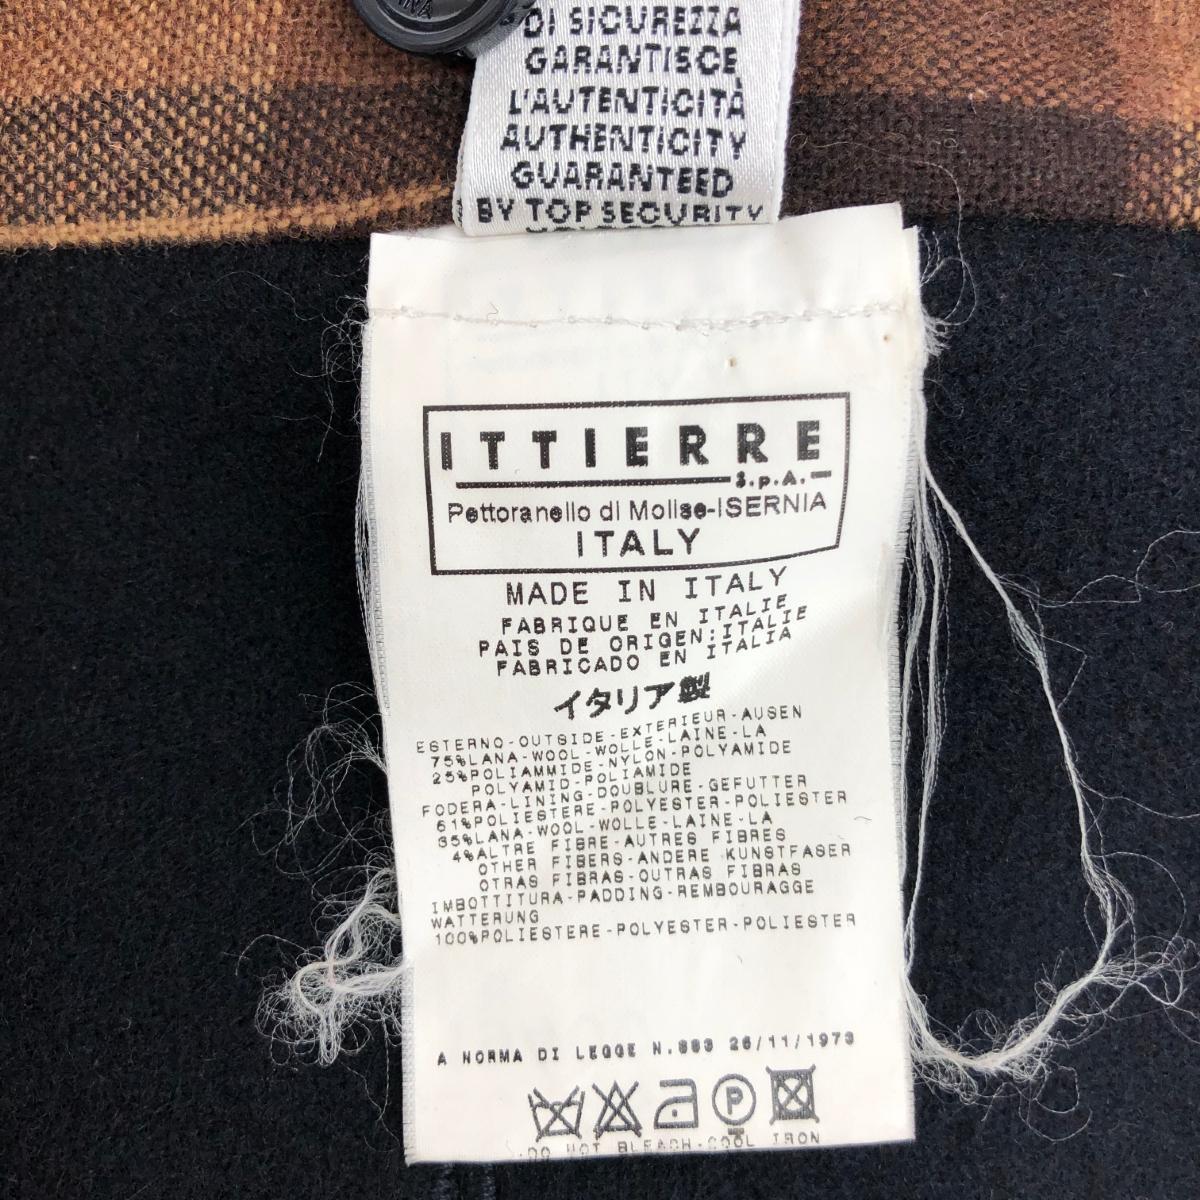 DI SICUREZZA
GARANTISCE
L'AUTENTICITÀ
AUTHENTICITY
GUARANTEED
BY TOP SECURITY
ITTIERRE
S.p.A.
Pettoranello di Molise-ISERNIA
ITALY
MADE IN ITALY
FABRIQUE EN ITALIE
PAIS DE ORIGEN:ITALIE
FABRICADO EN ITALIA
イタリア製
ESTERNO-OUTSIDE-EXTERIEUR-AUSEN
75%LANA-WOOL-WOLLE-LAINE-LA
25%POLIAMMIDE-NYLON-POLYAMIDE
POLYAMID-POLIAMIDE
FODERA-LINING-DOUBLURE-GEFUTTER
61%POLIESTERE-POLYESTER-POLIESTER
35%LANA-WOOL-WOLLE-LAINE-LA
4%ALTRE FIBRE-AUTRES FIBRES
OTHER FIBERS-ANDERE KUNSTFASER
OTRAS FIBRAS-OUTRAS FIBRAS
IMBOTTITURA-PADDING-REMBOURAGGE
WATTERUNG
100%POLIESTERE-POLYESTER-POLIESTER
A NORMA DI LEGGE N.883 26/11/1973
P
DO NOT BLEACH-COOL IRON